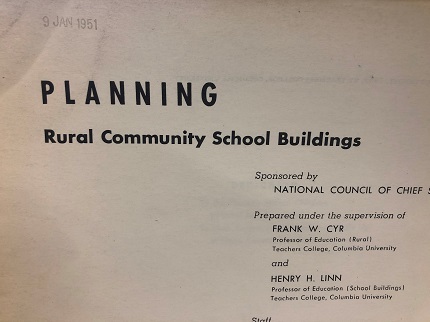 9 JAN 1951
PLANNING
Rural Community School Buildings
Sponsored by
NATIONAL COUNCIL OF CHIEF S
Prepared under the supervision of
FRANK W. CYR
Professor of Education (Rural)
Teachers College, Columbia University
and
HENRY H. LINN
Professor of Education (School Buildings)
Teachers College, Columbia University
Staff